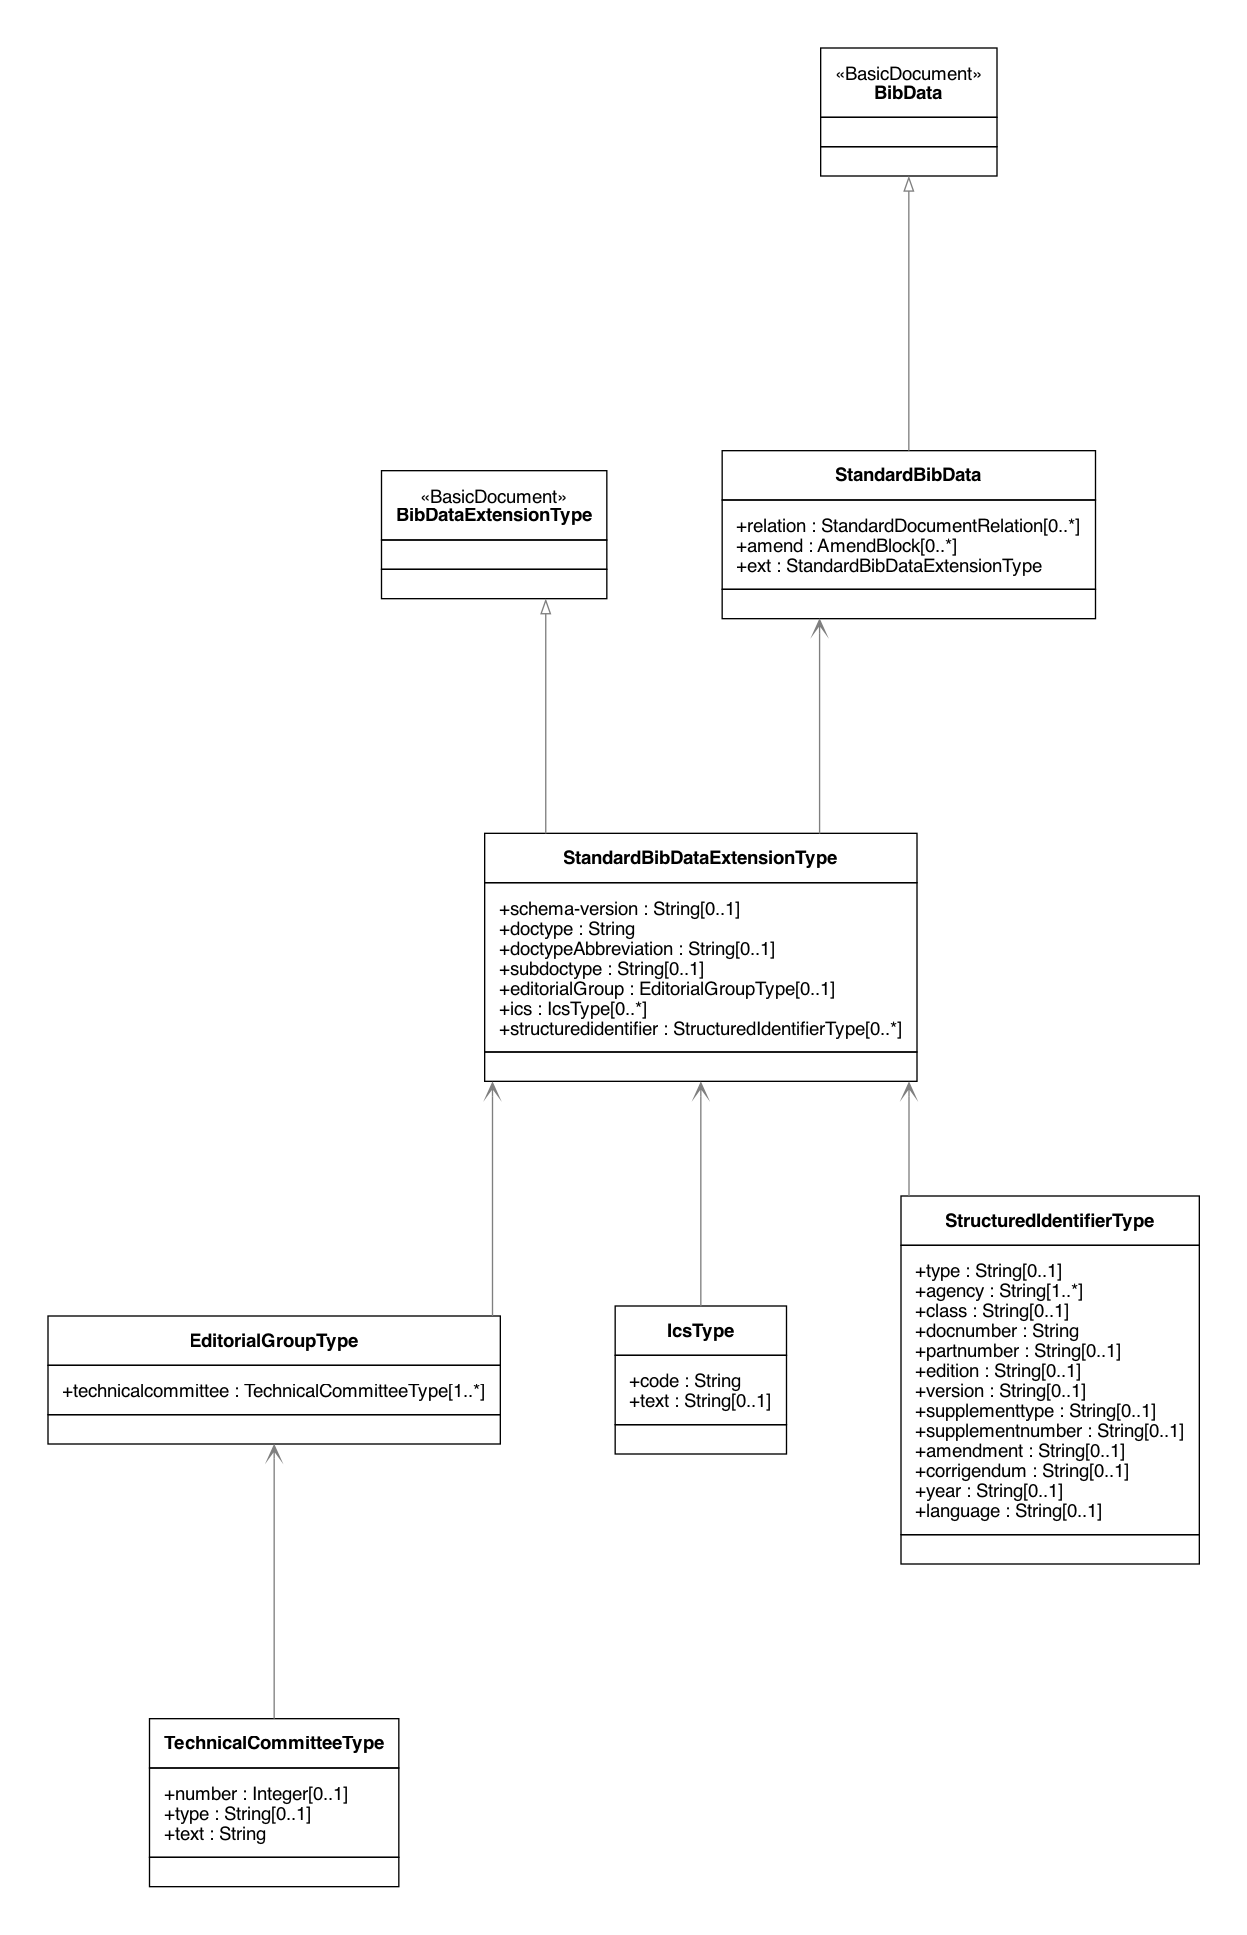 «BasicDocument»
BibData
«BasicDocument»
BibDataExtensionType
StandardBibData
+relation : StandardDocumentRelation[0..*]
+amend : AmendBlock[0..*]
+ext : StandardBibDataExtensionType
StandardBibDataExtensionType
+schema-version : String[0..1]
+doctype : String
+doctypeAbbreviation : String[0..1]
+subdoctype : String[0..1]
+editorialGroup : EditorialGroupType[0..1]
+ics : IcsType[0..*]
+structuredidentifier : StructuredIdentifierType[0..*]
EditorialGroupType
+technicalcommittee : TechnicalCommitteeType[1..*]
IcsType
+code : String
+text : String[0..1]
StructuredIdentifierType
+type : String[0..1]
+agency : String[1..*]
+class : String[0..1]
+docnumber : String
+partnumber : String[0..1]
+edition : String[0..1]
+version : String[0..1]
+supplementtype : String[0..1]
+supplementnumber : String[0..1]
+amendment : String[0..1]
+corrigendum : String[0..1]
+year : String[0..1]
+language : String[0..1]
TechnicalCommitteeType
+number : Integer[0..1]
+type : String[0..1]
+text : String